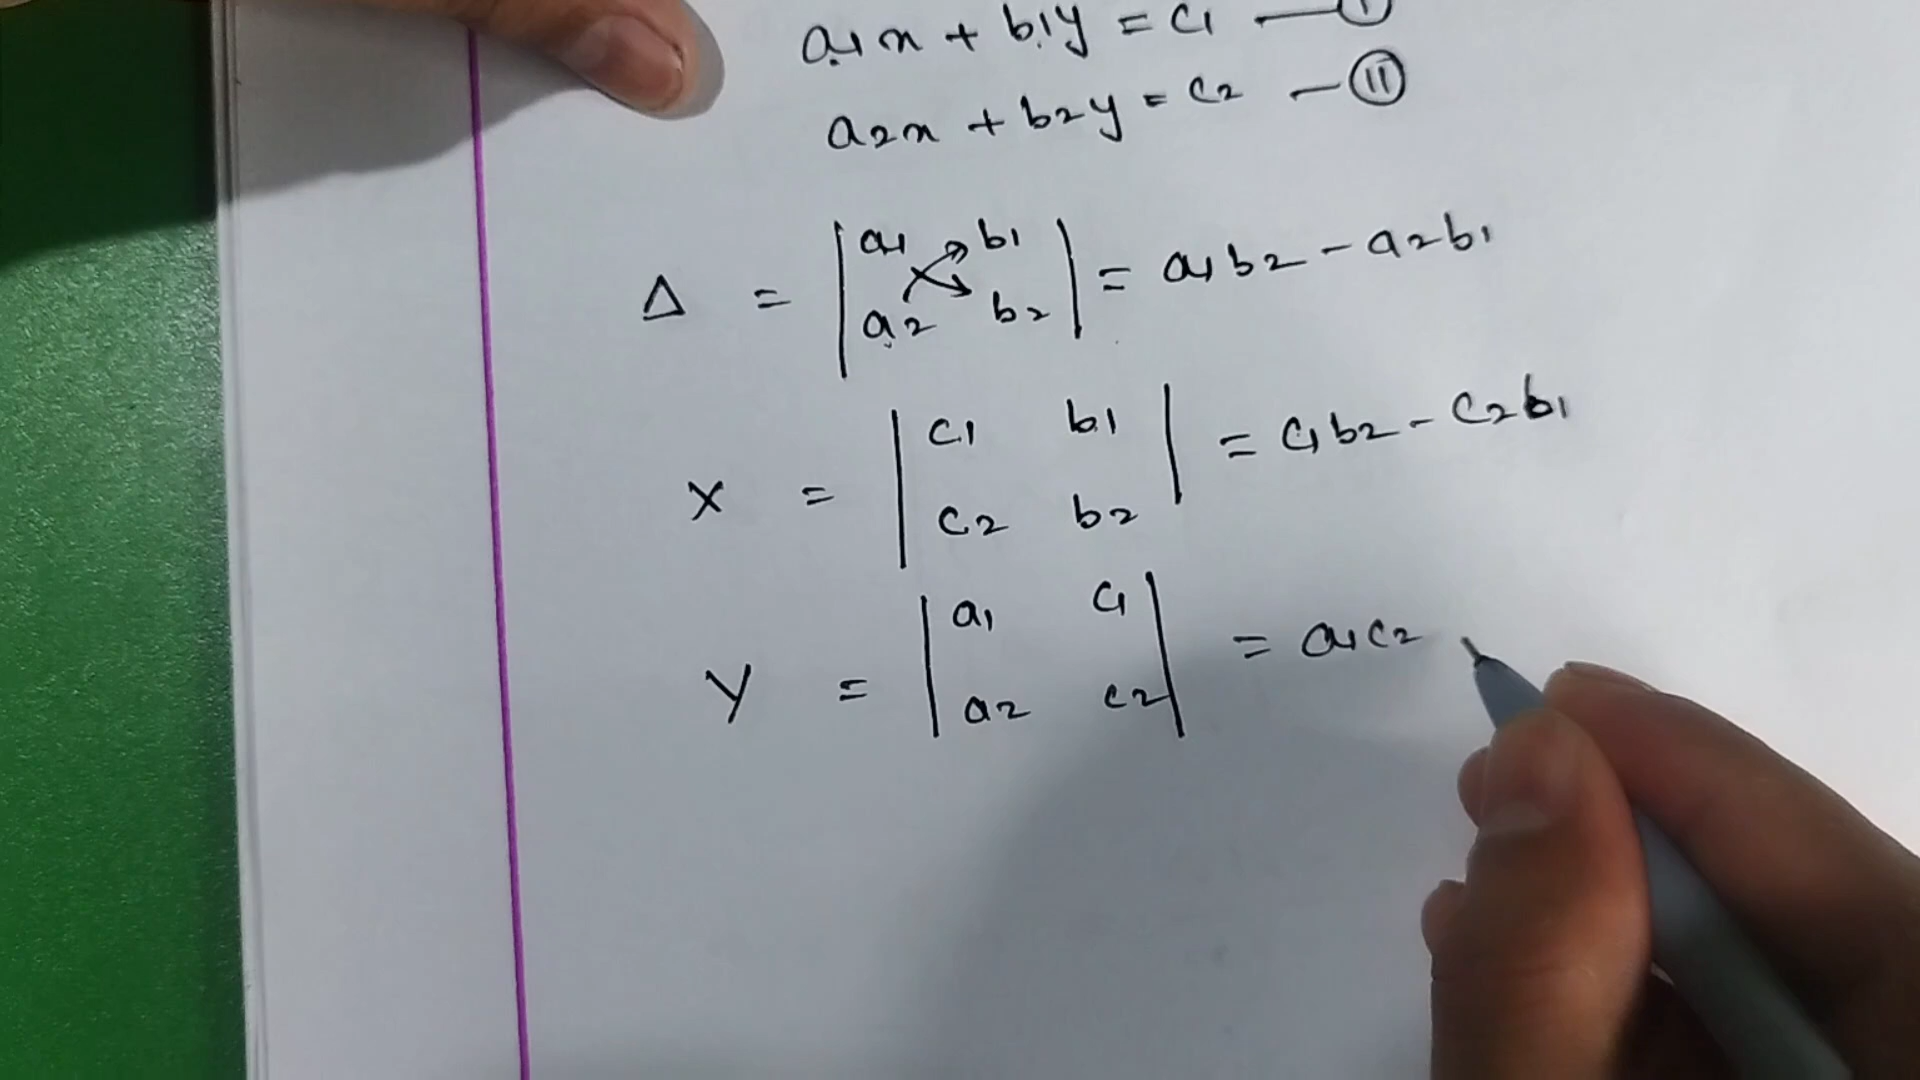 a1x + b1y = c1 — I
a2x + b2y = c2 — II
Δ = | a1 b1 | = a1b2 - a2b1
a2 b2
X = | c1 b1 | = c1b2 - c2b1
c2 b2
y = | a1 c1 | = a1c2
a2 c2